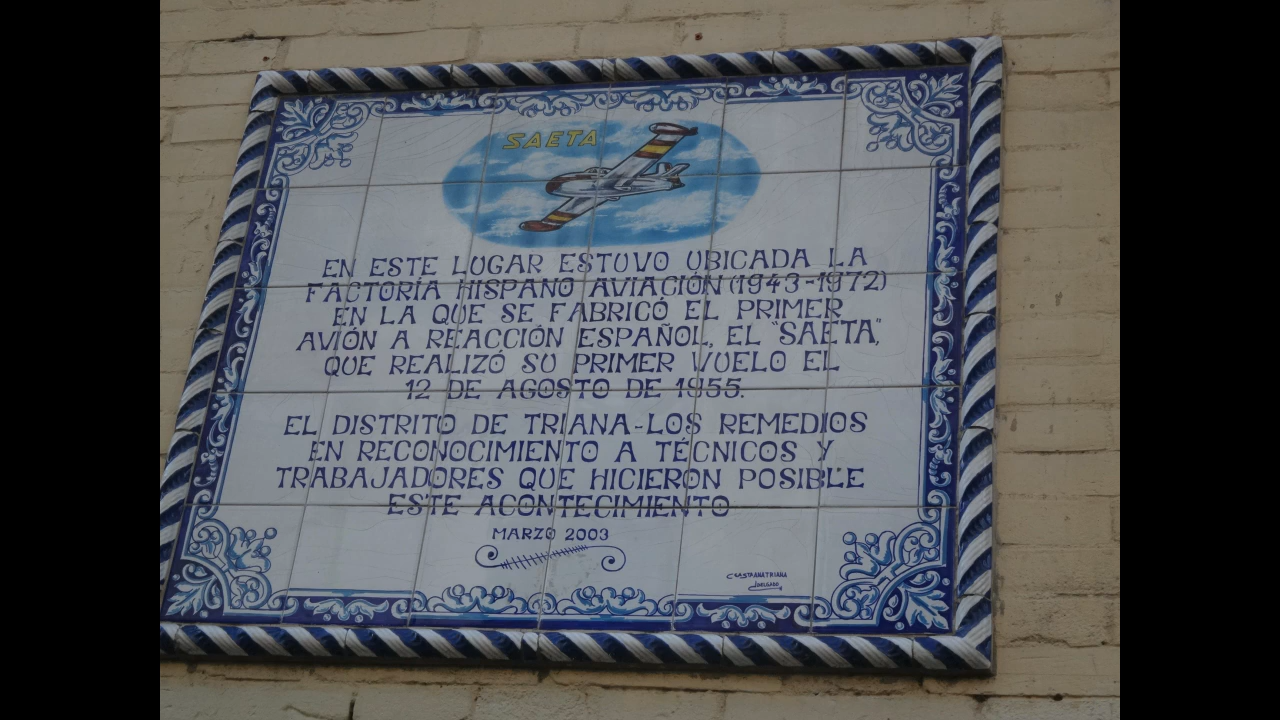 SAETA
EN ESTE LUGAR ESTUVO UBICADA LA
FACTORÍA HISPANO AVIACIÓN (1943-1972)
EN LA QUE SE FABRICÓ EL PRIMER
AVIÓN A REACCIÓN ESPAÑOL, EL "SAETA",
QUE REALIZÓ SU PRIMER VUELO EL
12 DE AGOSTO DE 1955.
EL DISTRITO DE TRIANA-LOS REMEDIOS
EN RECONOCIMIENTO A TÉCNICOS Y
TRABAJADORES QUE HICIERON POSIBLE
ESTE ACONTECIMIENTO
MARZO 2003
DELGADO